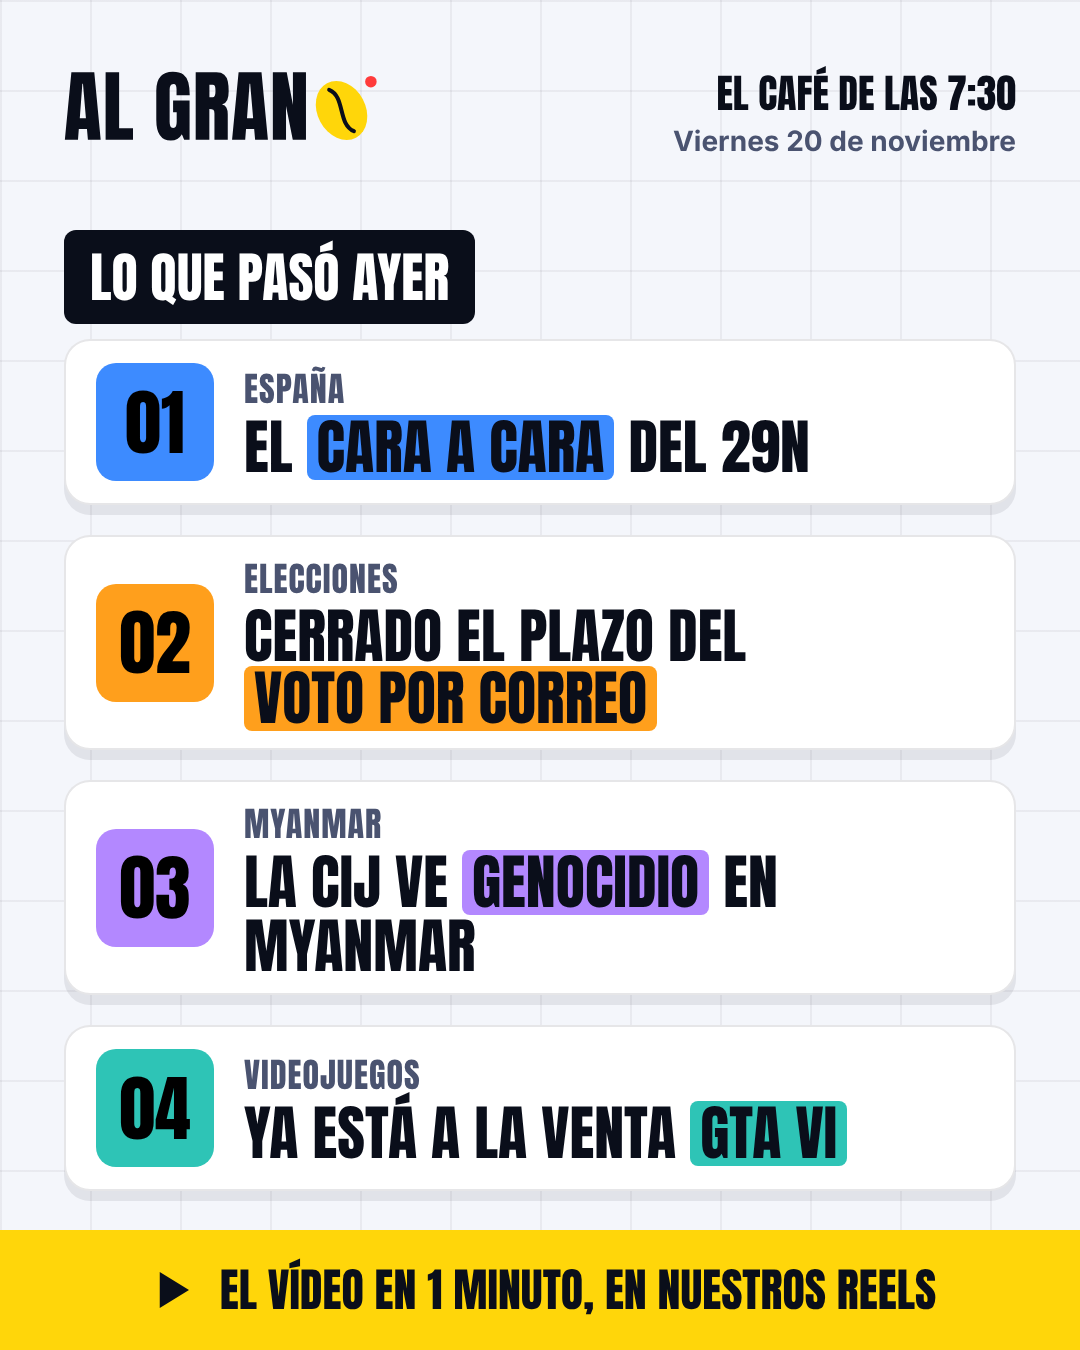 AL GRANO
EL CAFÉ DE LAS 7:30
Viernes 20 de noviembre
LO QUE PASÓ AYER
01
ESPAÑA
EL CARA A CARA DEL 29N
02
ELECCIONES
CERRADO EL PLAZO DEL
VOTO POR CORREO
03
MYANMAR
LA CIJ VE GENOCIDIO EN
MYANMAR
04
VIDEOJUEGOS
YA ESTÁ A LA VENTA GTA VI
EL VÍDEO EN 1 MINUTO, EN NUESTROS REELS